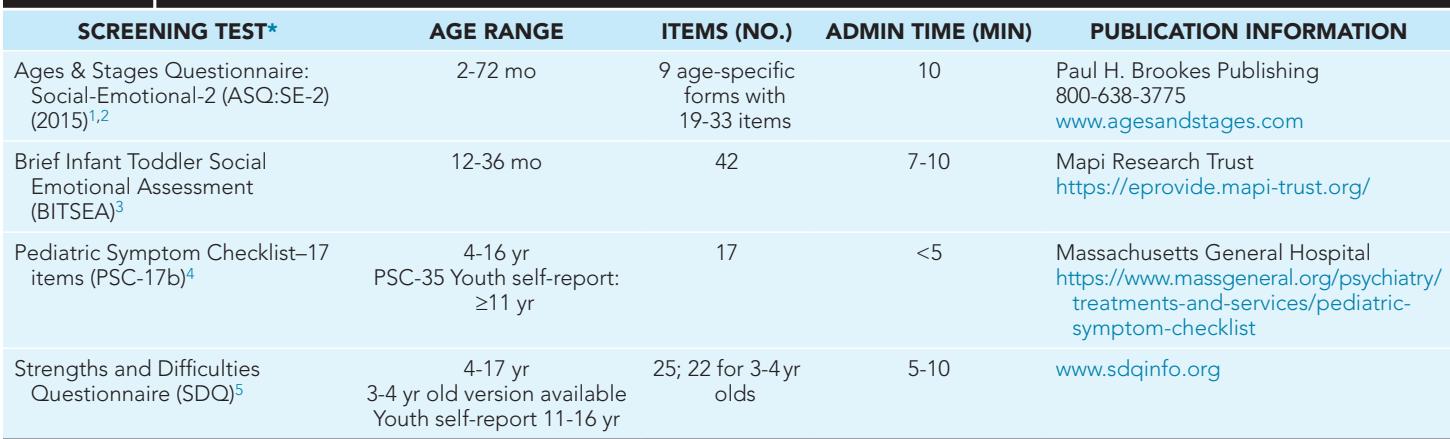 SCREENING TEST* AGE RANGE ITEMS (NO.) ADMIN TIME (MIN) PUBLICATION INFORMATION
Ages & Stages Questionnaire: 2-72 mo 9 age-specific 10 Paul H. Brookes Publishing
Social-Emotional-2 (ASQ:SE-2) forms with 800-638-3775
(2015)1,2 19-33 items www.agesandstages.com
Brief Infant Toddler Social 12-36 mo 42 7-10 Mapi Research Trust
Emotional Assessment https://eprovide.mapi-trust.org/
(BITSEA)3
Pediatric Symptom Checklist–17 4-16 yr 17 <5 Massachusetts General Hospital
items (PSC-17b)4 PSC-35 Youth self-report: https://www.massgeneral.org/psychiatry/
≥11 yr treatments-and-services/pediatric-
symptom-checklist
Strengths and Difficulties 4-17 yr 25; 22 for 3-4 yr 5-10 www.sdqinfo.org
Questionnaire (SDQ)5 3-4 yr old version available olds
Youth self-report 11-16 yr